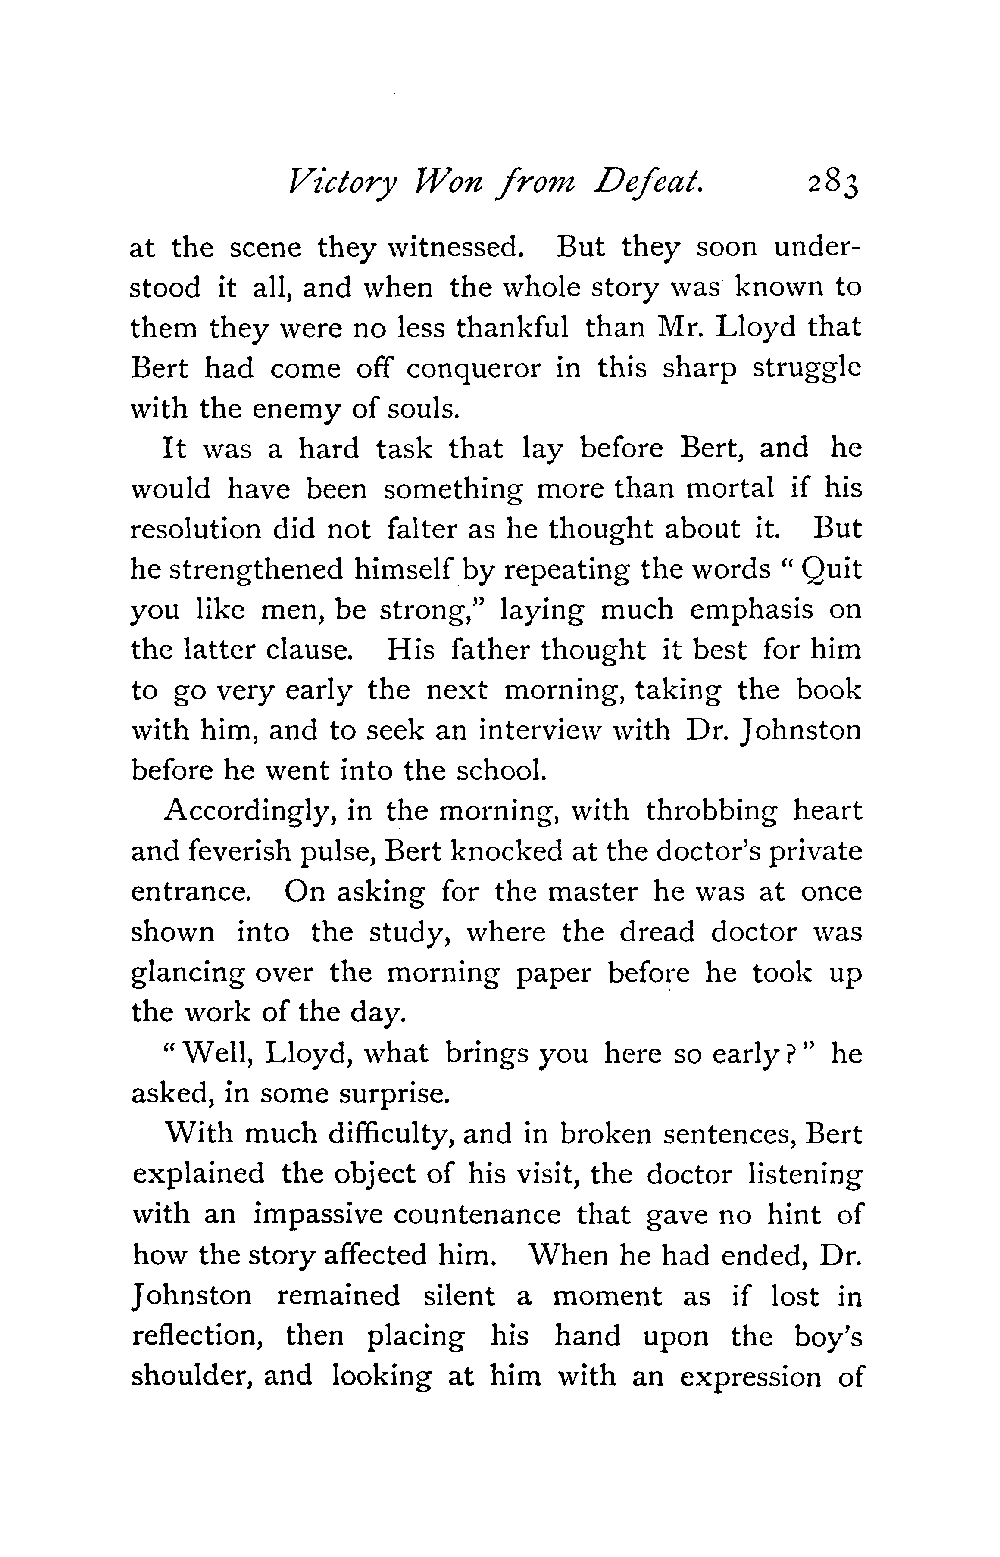 Victory Won from Defeat. 283
at the scene they witnessed. But they soon under-
stood it all, and when the whole story was known to
them they were no less thankful than Mr. Lloyd that
Bert had come off conqueror in this sharp struggle
with the enemy of souls.
It was a hard task that lay before Bert, and he
would have been something more than mortal if his
resolution did not falter as he thought about it. But
he strengthened himself by repeating the words “ Quit
you like men, be strong,” laying much emphasis on
the latter clause. His father thought it best for him
to go very early the next morning, taking the book
with him, and to seek an interview with Dr. Johnston
before he went into the school.
Accordingly, in the morning, with throbbing heart
and feverish pulse, Bert knocked at the doctor’s private
entrance. On asking for the master he was at once
shown into the study, where the dread doctor was
glancing over the morning paper before he took up
the work of the day.
“ Well, Lloyd, what brings you here so early ? ” he
asked, in some surprise.
With much difficulty, and in broken sentences, Bert
explained the object of his visit, the doctor listening
with an impassive countenance that gave no hint of
how the story affected him. When he had ended, Dr.
Johnston remained silent a moment as if lost in
reflection, then placing his hand upon the boy’s
shoulder, and looking at him with an expression of